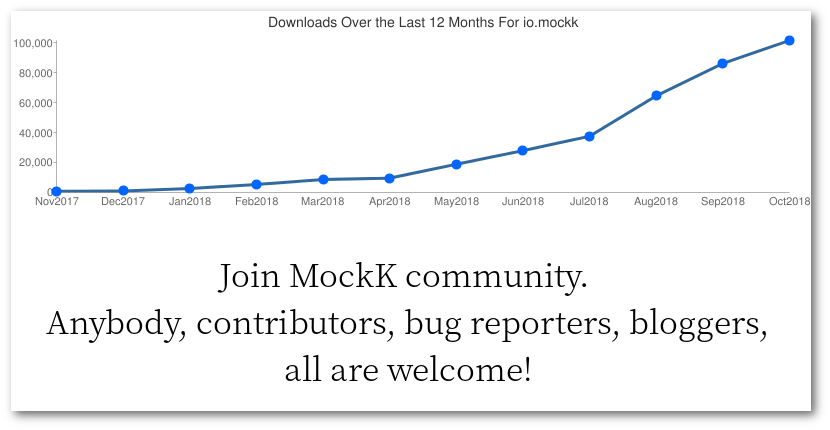 Downloads Over the Last 12 Months For io.mockk
100,000
80,000
60,000
40,000
20,000
0
Nov2017 Dec2017 Jan2018 Feb2018 Mar2018 Apr2018 May2018 Jun2018 Jul2018 Aug2018 Sep2018 Oct2018
Join MockK community.
Anybody, contributors, bug reporters, bloggers,
all are welcome!